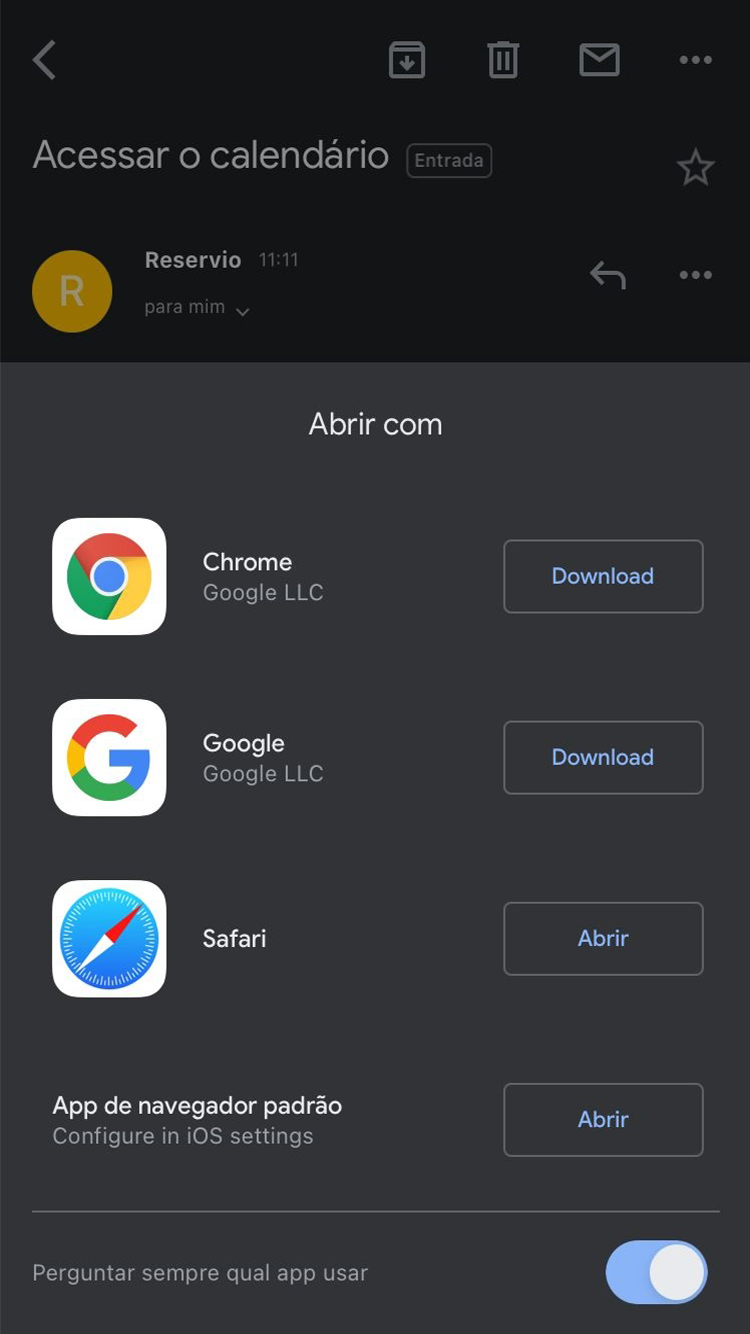 Acessar o calendário Entrada
Reservio 11:11
R
para mim
Abrir com
Chrome
Google LLC
Download
Google
Google LLC
Download
Safari
Abrir
App de navegador padrão
Configure in iOS settings
Abrir
Perguntar sempre qual app usar